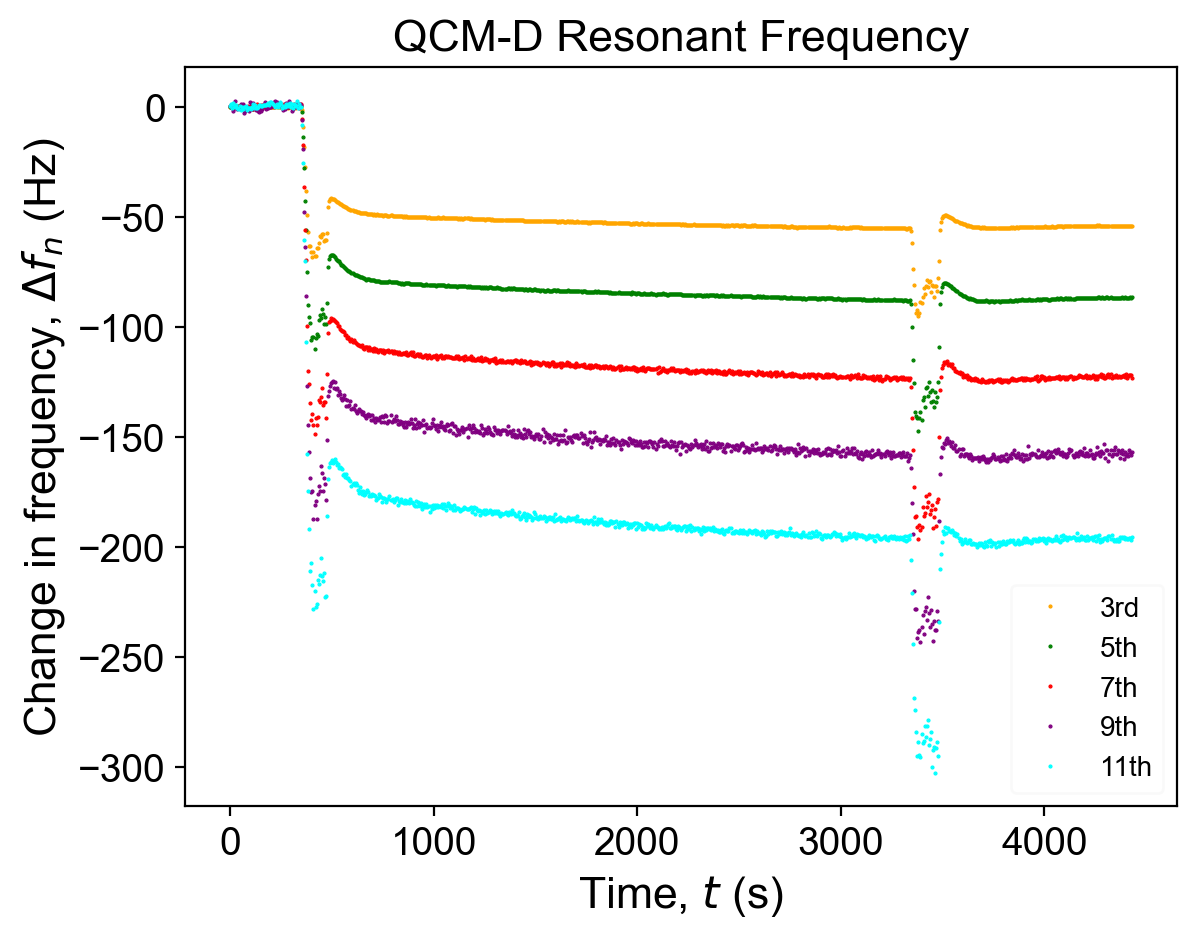 QCM-D Resonant Frequency
Change in frequency, Δfₙ (Hz)
0
−50
−100
−150
−200
−250
−300
3rd
5th
7th
9th
11th
0 1000 2000 3000 4000
Time, t (s)